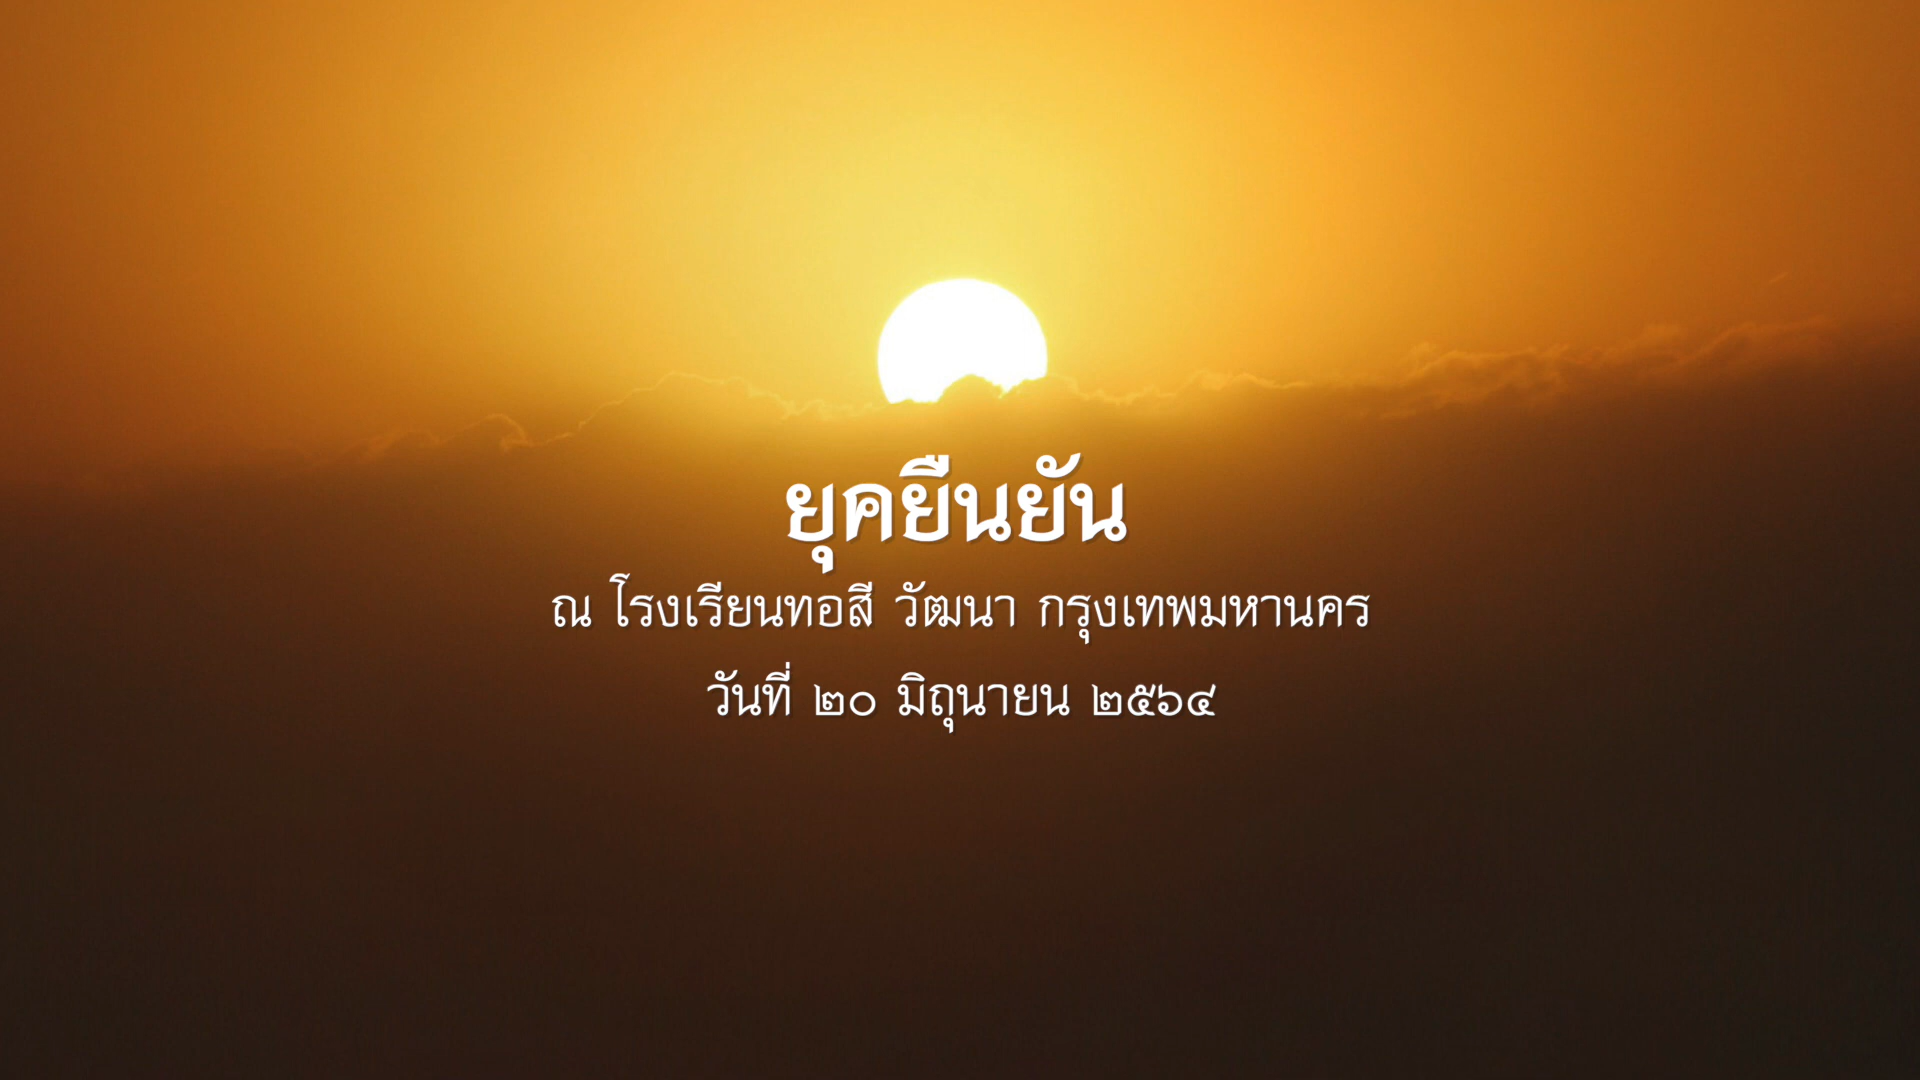 ยุคยืนยัน
ณ โรงเรียนทอสี วัฒนา กรุงเทพมหานคร
วันที่ ๒๐ มิถุนายน ๒๕๖๔